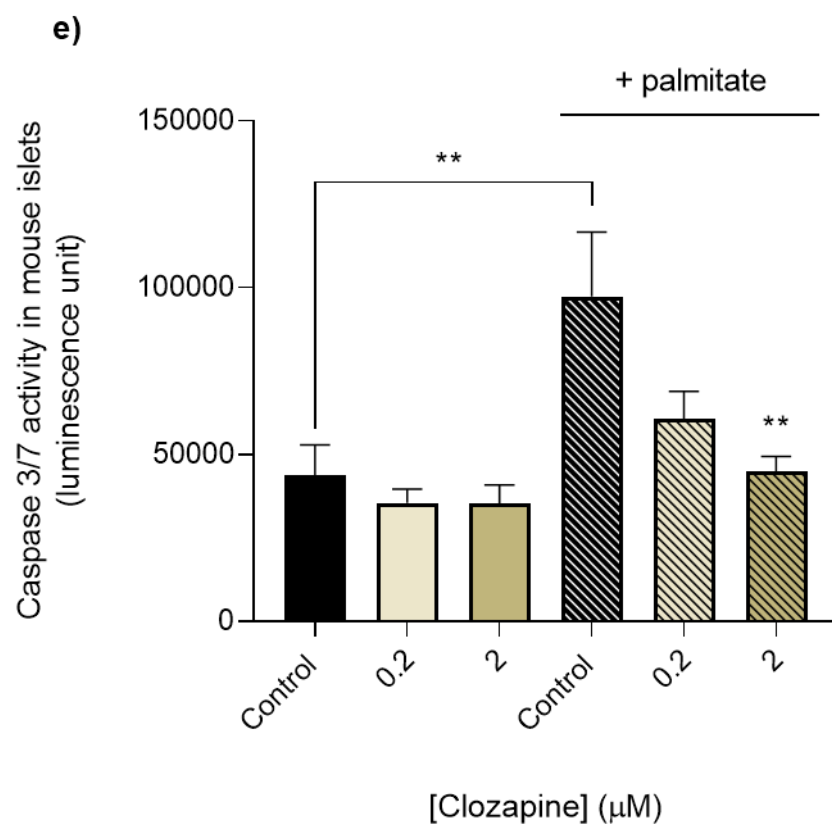 e)
+ palmitate
Caspase 3/7 activity in mouse islets
(luminescence unit)
150000
100000
50000
0
**
**
Control
0.2
2
Control
0.2
2
[Clozapine] (μM)